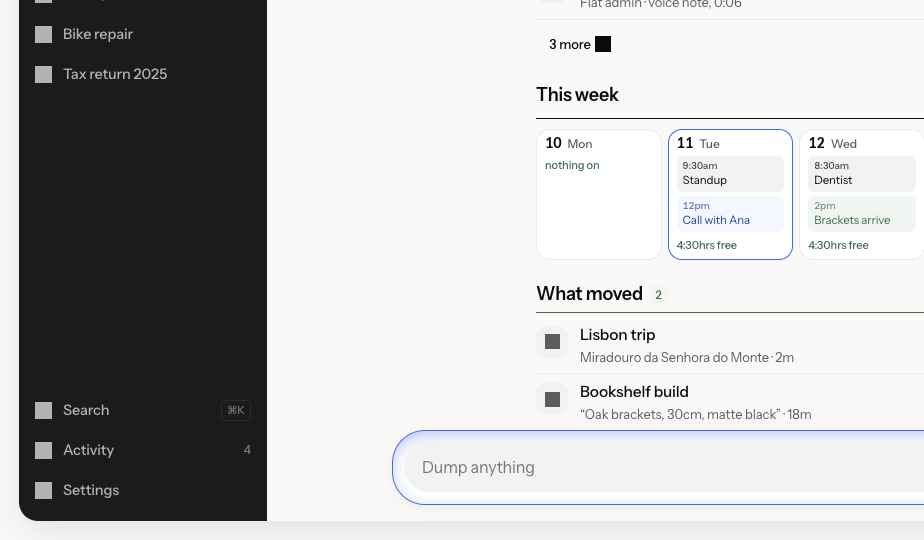 Bike repair
Tax return 2025
Search ⌘K
Activity 4
Settings
Flat admin · voice note, 0:06
3 more
This week
10 Mon
nothing on
11 Tue
9:30am
Standup
12pm
Call with Ana
4:30hrs free
12 Wed
8:30am
Dentist
2pm
Brackets arrive
4:30hrs free
What moved 2
Lisbon trip
Miradouro da Senhora do Monte · 2m
Bookshelf build
“Oak brackets, 30cm, matte black” · 18m
Dump anything